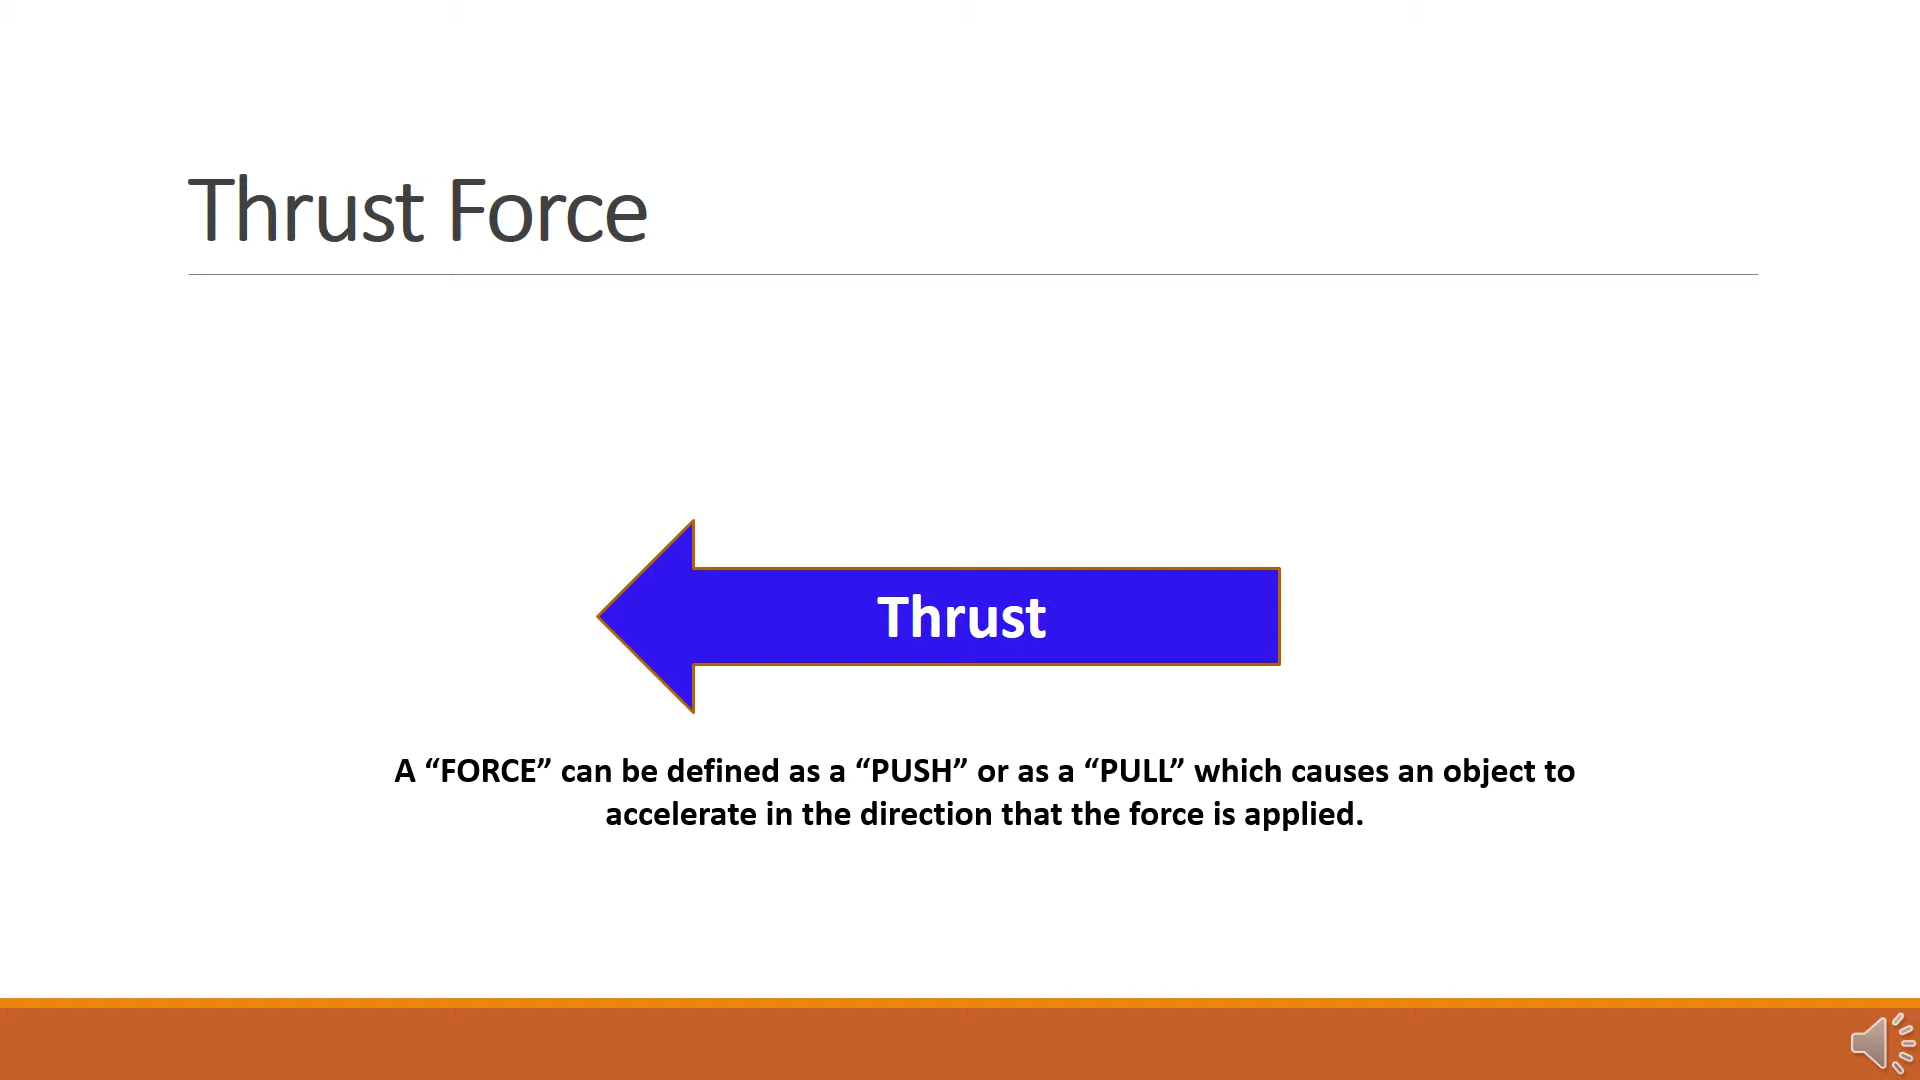 Thrust Force
Thrust
A “FORCE” can be defined as a “PUSH” or as a “PULL” which causes an object to
accelerate in the direction that the force is applied.